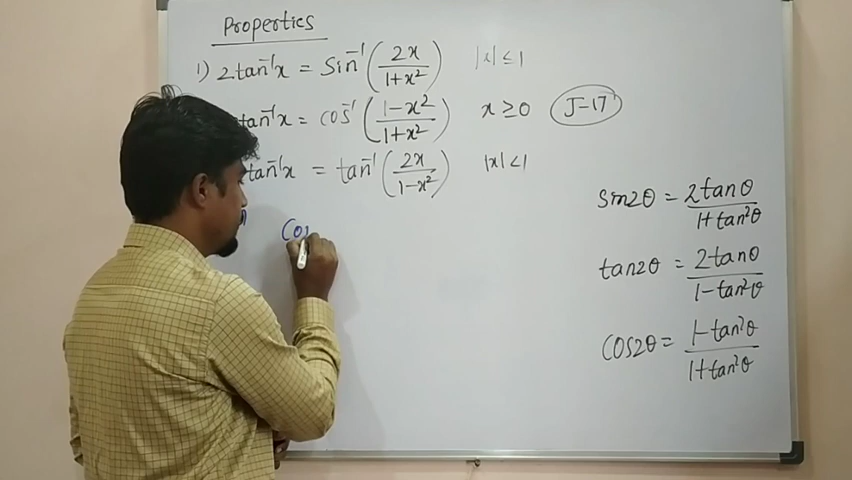 Properties
1) 2tan⁻¹x = Sin⁻¹(2x/(1+x²)) |x| ≤ 1
tan⁻¹x = cos⁻¹((1-x²)/(1+x²)) x ≥ 0 J-17
tan⁻¹x = tan⁻¹(2x/(1-x²)) |x| < 1
Cos
sin2θ = 2tanθ/(1+tan²θ)
tan2θ = 2tanθ/(1-tan²θ)
cos2θ = (1-tan²θ)/(1+tan²θ)